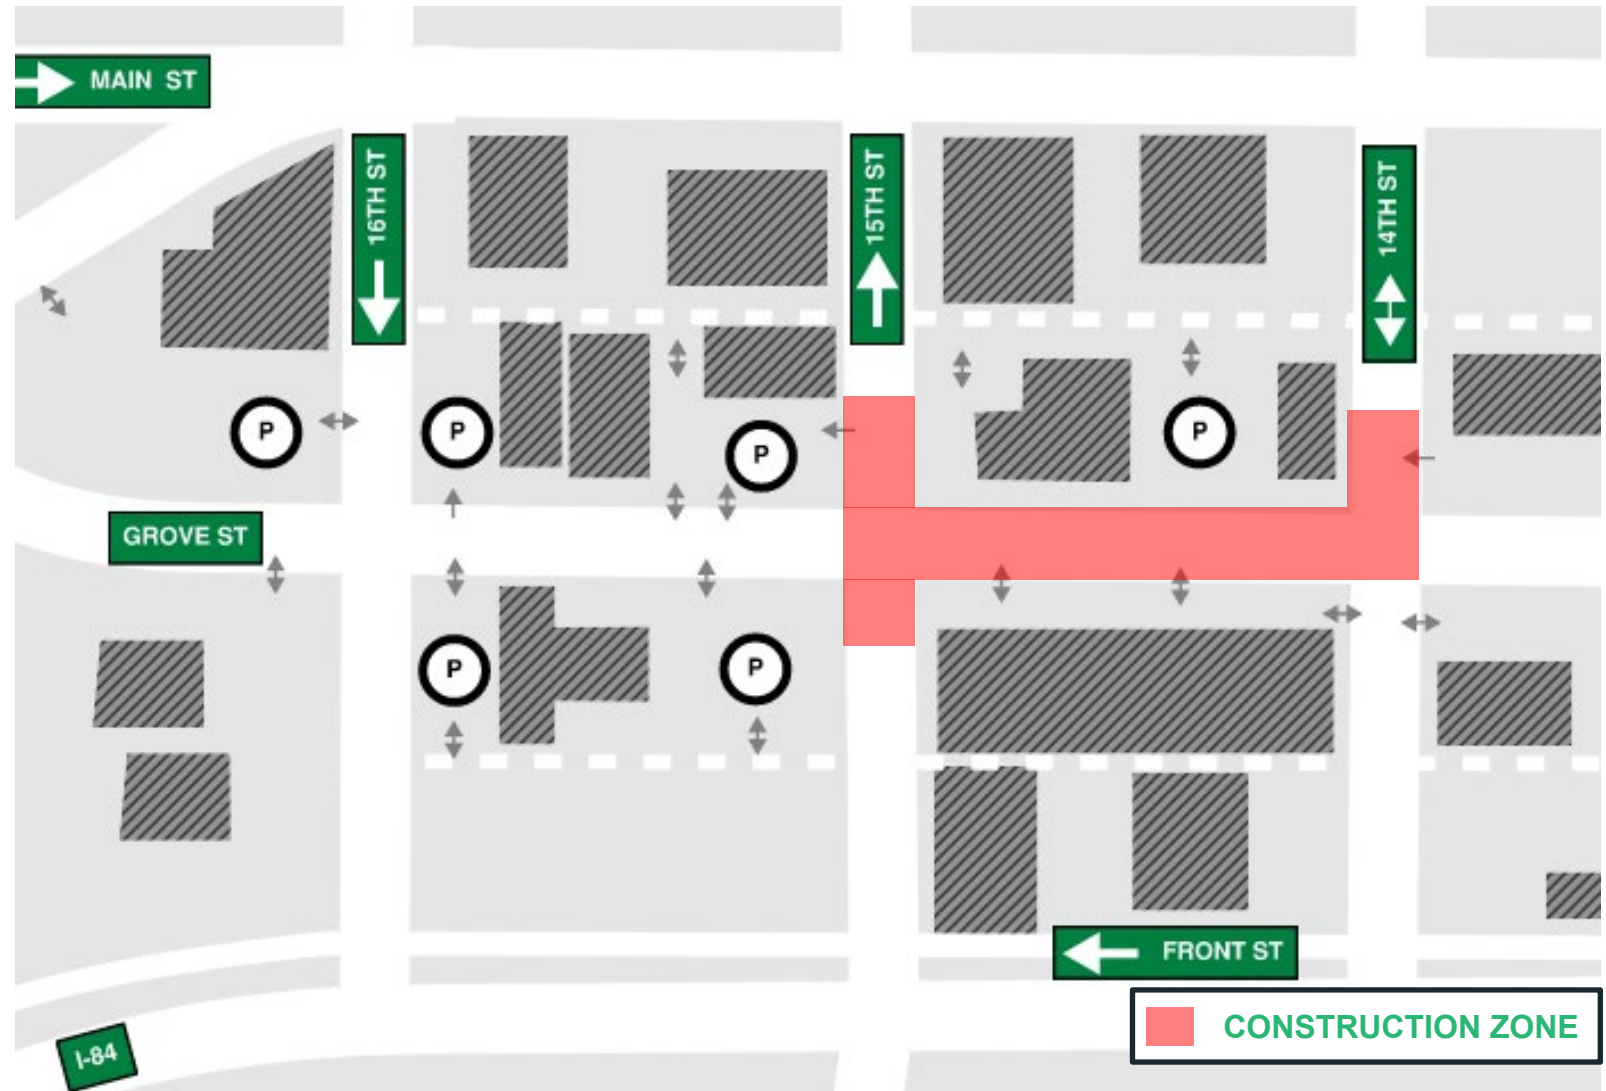 MAIN ST
16TH ST
15TH ST
14TH ST
P
P
P
P
GROVE ST
P
P
FRONT ST
CONSTRUCTION ZONE
I-84